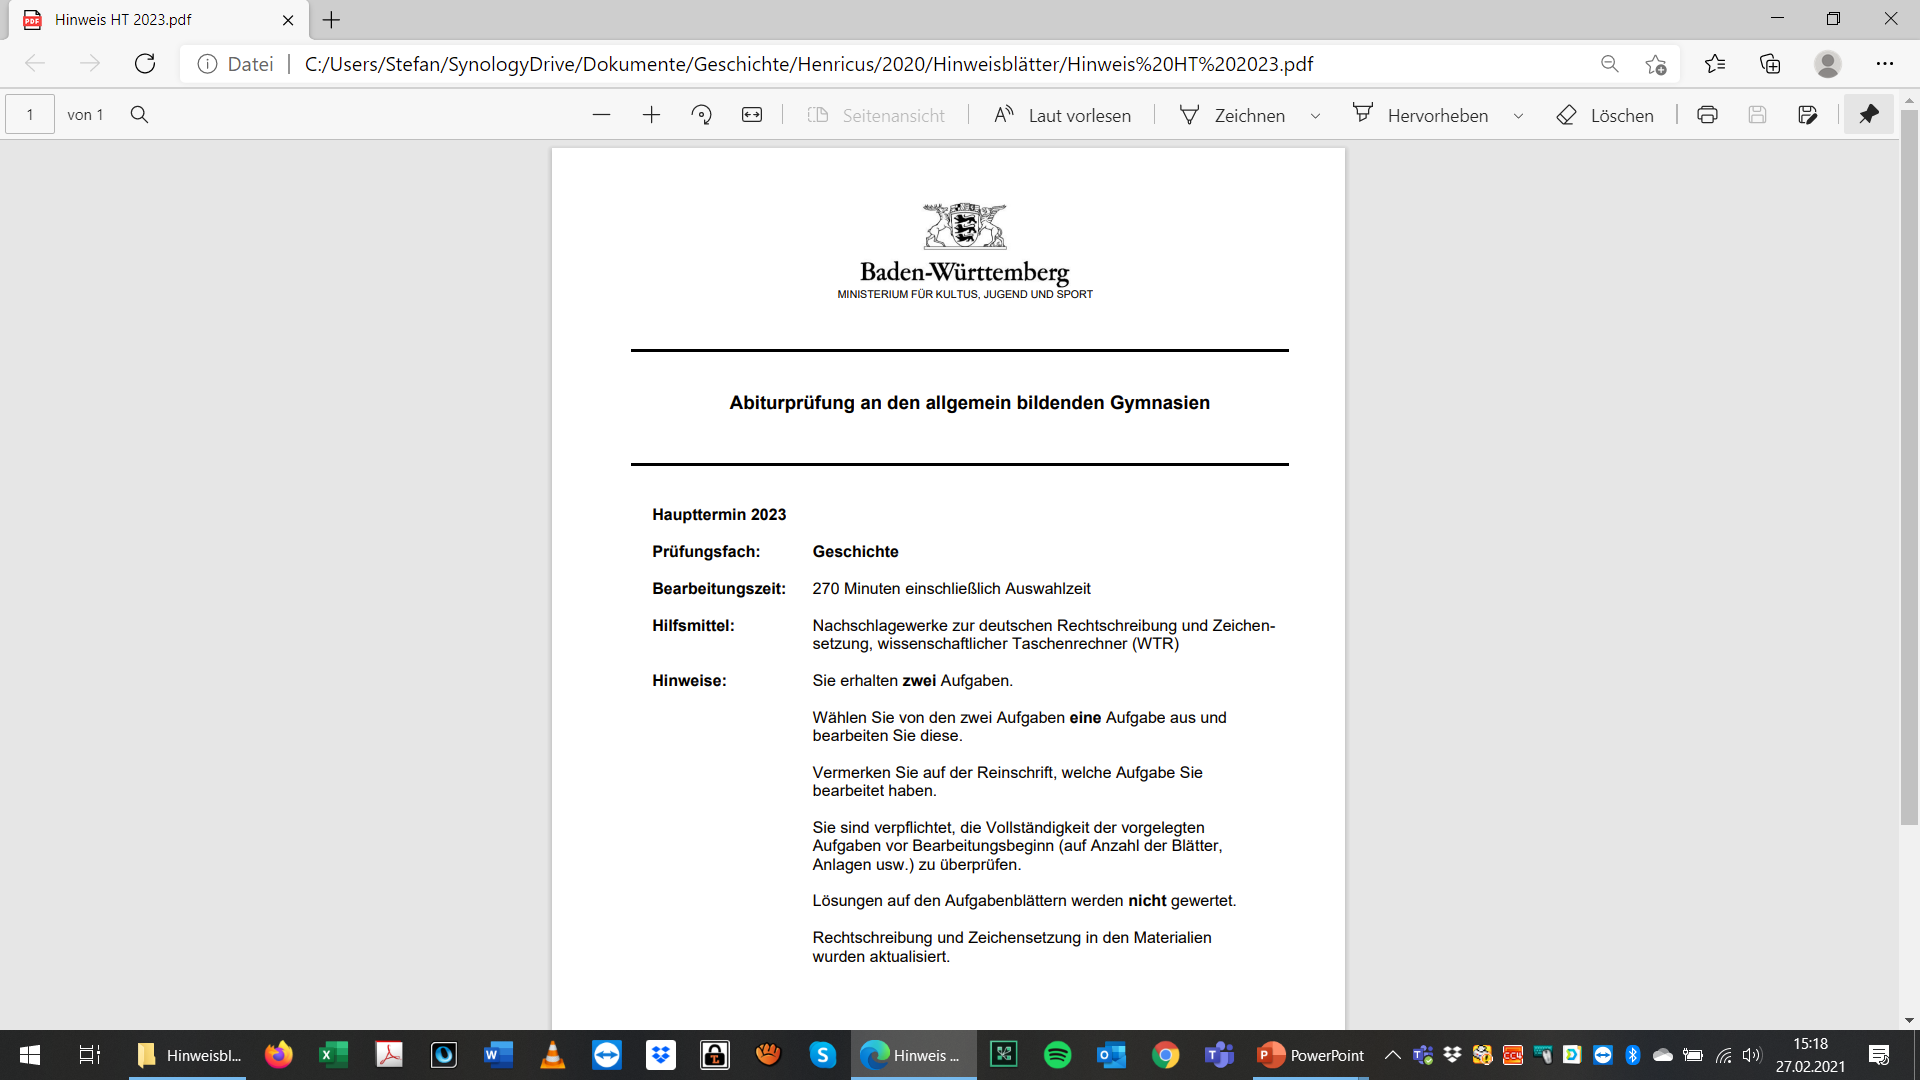 Hinweis HT 2023.pdf
Datei
C:/Users/Stefan/SynologyDrive/Dokumente/Geschichte/Henricus/2020/Hinweisblätter/Hinweis%20HT%202023.pdf
1 von 1
Seitenansicht
Laut vorlesen
Zeichnen
Hervorheben
Löschen
Baden-Württemberg
MINISTERIUM FÜR KULTUS, JUGEND UND SPORT
Abiturprüfung an den allgemein bildenden Gymnasien
Haupttermin 2023
Prüfungsfach: Geschichte
Bearbeitungszeit: 270 Minuten einschließlich Auswahlzeit
Hilfsmittel: Nachschlagewerke zur deutschen Rechtschreibung und Zeichen-
setzung, wissenschaftlicher Taschenrechner (WTR)
Hinweise: Sie erhalten zwei Aufgaben.
Wählen Sie von den zwei Aufgaben eine Aufgabe aus und
bearbeiten Sie diese.
Vermerken Sie auf der Reinschrift, welche Aufgabe Sie
bearbeitet haben.
Sie sind verpflichtet, die Vollständigkeit der vorgelegten
Aufgaben vor Bearbeitungsbeginn (auf Anzahl der Blätter,
Anlagen usw.) zu überprüfen.
Lösungen auf den Aufgabenblättern werden nicht gewertet.
Rechtschreibung und Zeichensetzung in den Materialien
wurden aktualisiert.
Hinweisbl...
Hinweis ...
PowerPoint
15:18
27.02.2021